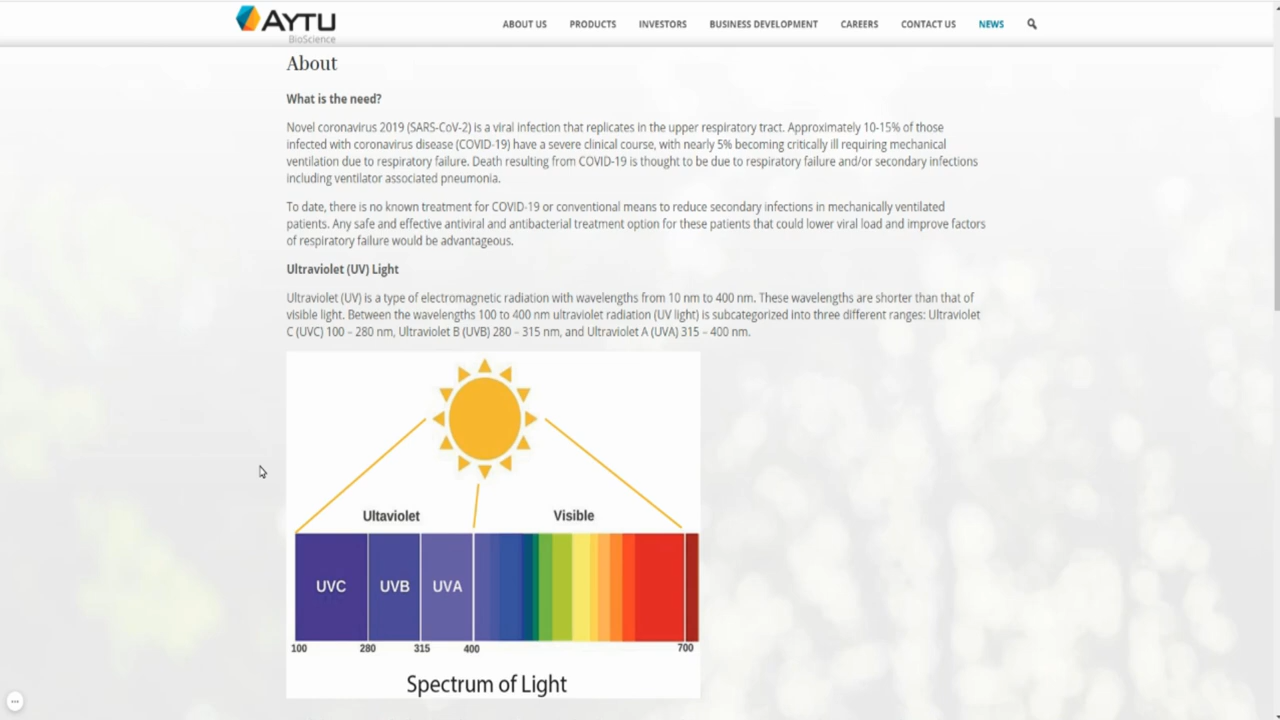 AYTU
BioScience
ABOUT US PRODUCTS INVESTORS BUSINESS DEVELOPMENT CAREERS CONTACT US NEWS
About
What is the need?
Novel coronavirus 2019 (SARS-CoV-2) is a viral infection that replicates in the upper respiratory tract. Approximately 10-15% of those
infected with coronavirus disease (COVID-19) have a severe clinical course, with nearly 5% becoming critically ill requiring mechanical
ventilation due to respiratory failure. Death resulting from COVID-19 is thought to be due to respiratory failure and/or secondary infections
including ventilator associated pneumonia.
To date, there is no known treatment for COVID-19 or conventional means to reduce secondary infections in mechanically ventilated
patients. Any safe and effective antiviral and antibacterial treatment option for these patients that could lower viral load and improve factors
of respiratory failure would be advantageous.
Ultraviolet (UV) Light
Ultraviolet (UV) is a type of electromagnetic radiation with wavelengths from 10 nm to 400 nm. These wavelengths are shorter than that of
visible light. Between the wavelengths 100 to 400 nm ultraviolet radiation (UV light) is subcategorized into three different ranges: Ultraviolet
C (UVC) 100 – 280 nm, Ultraviolet B (UVB) 280 – 315 nm, and Ultraviolet A (UVA) 315 – 400 nm.
Ultaviolet Visible
UVC UVB UVA
100 280 315 400 700
Spectrum of Light